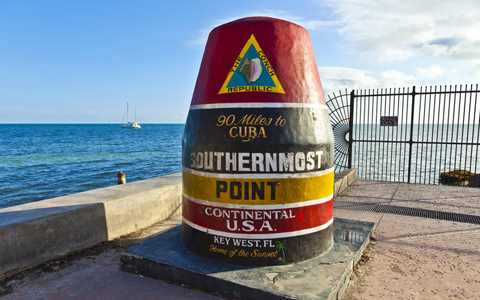 THE CONCH
REPUBLIC
90 Miles to
CUBA
SOUTHERNMOST
POINT
CONTINENTAL
U.S.A.
KEY WEST, FL
Home of the Sunset